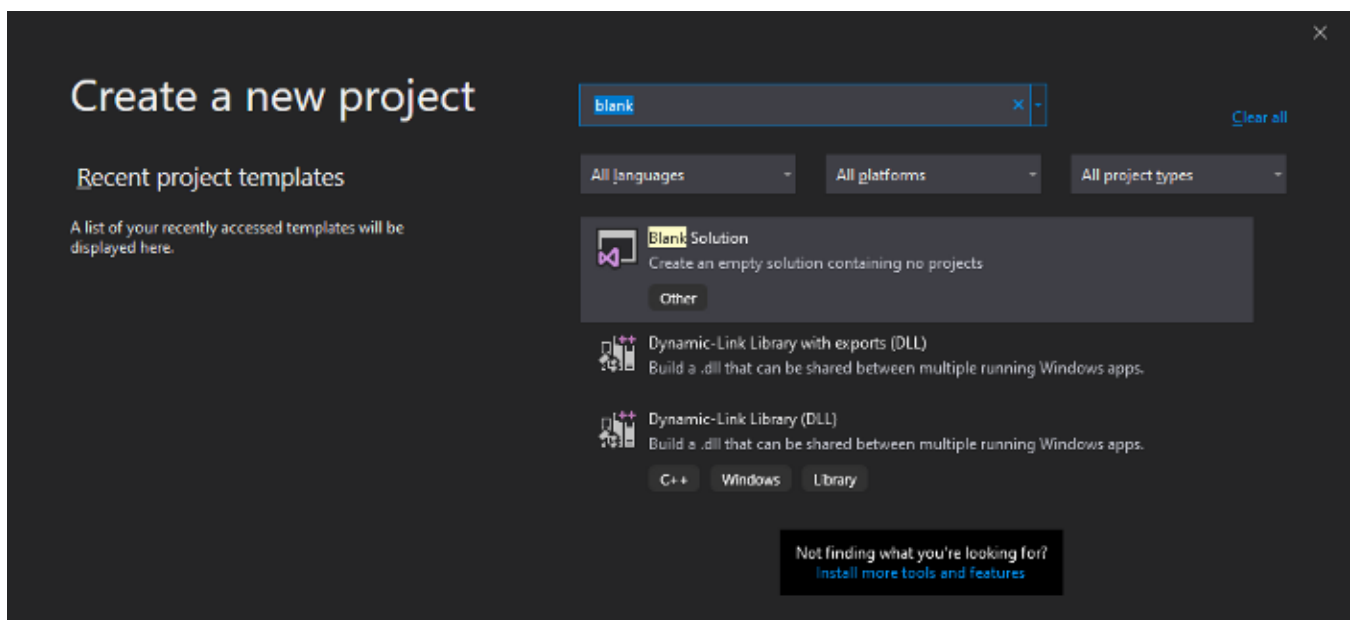 Create a new project
blank
Clear all
Recent project templates
All languages
All platforms
All project types
A list of your recently accessed templates will be
displayed here.
Blank Solution
Create an empty solution containing no projects
Other
Dynamic-Link Library with exports (DLL)
Build a .dll that can be shared between multiple running Windows apps.
Dynamic-Link Library (DLL)
Build a .dll that can be shared between multiple running Windows apps.
C++ Windows Library
Not finding what you're looking for?
Install more tools and features